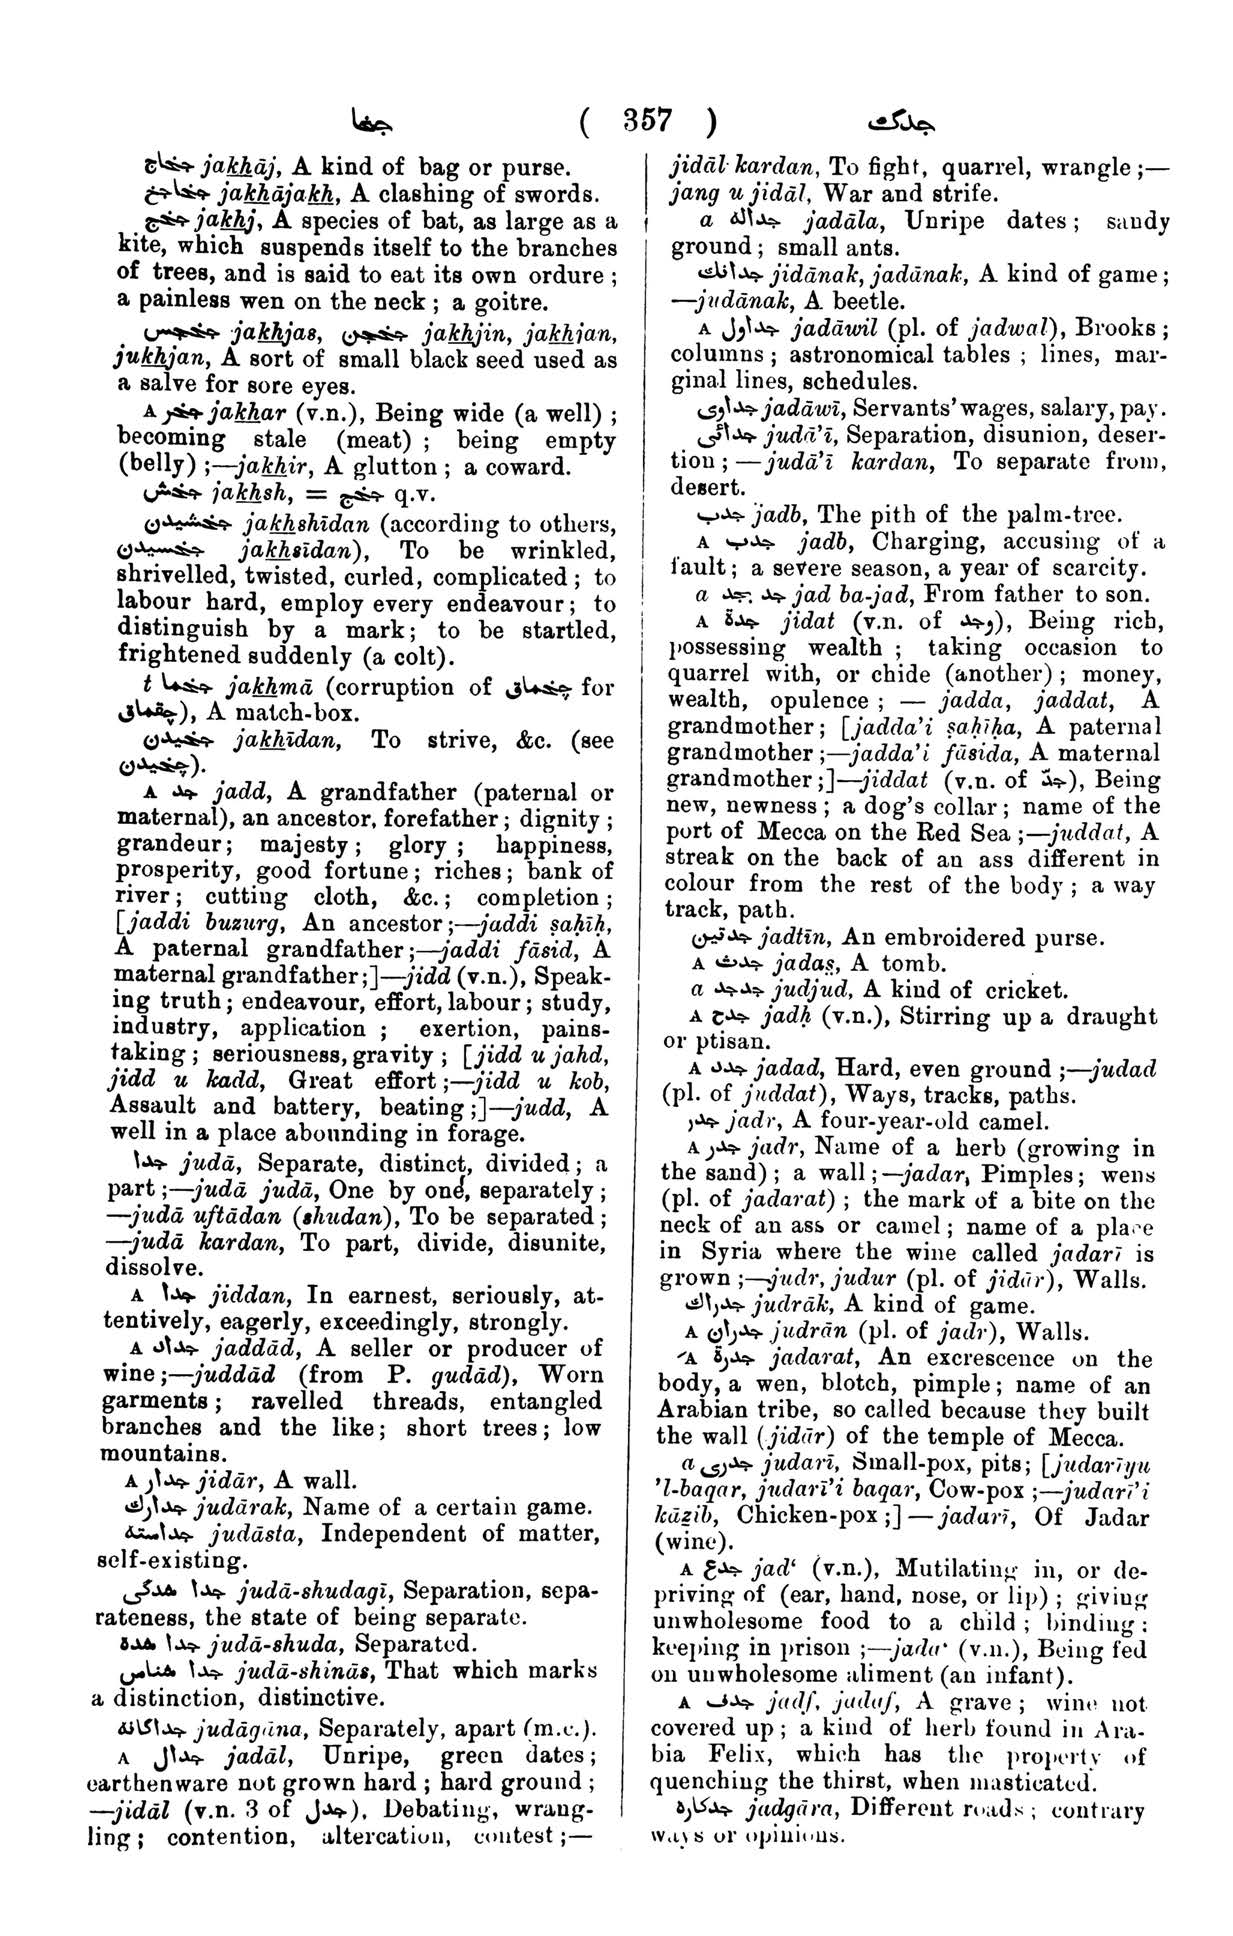 جخا ( 357 ) جدک
جخاج jakhāj, A kind of bag or purse.
جخاجخ jakhājakh, A clashing of swords.
جخج jakhj, A species of bat, as large as a
kite, which suspends itself to the branches
of trees, and is said to eat its own ordure ;
a painless wen on the neck ; a goitre.
جخجس jakhjas, جخجن jakhjin, jakhjan,
jukhjan, A sort of small black seed used as
a salve for sore eyes.
A جخر jakhar (v.n.), Being wide (a well) ;
becoming stale (meat) ; being empty
(belly) ;—jakhir, A glutton ; a coward.
جخش jakhsh, = جخج q.v.
جخشیدن jakhshīdan (according to others,
جخسیدن jakhsīdan), To be wrinkled,
shrivelled, twisted, curled, complicated ; to
labour hard, employ every endeavour ; to
distinguish by a mark ; to be startled,
frightened suddenly (a colt).
t جخما jakhmā (corruption of چخماق for
چقماق), A match-box.
جخیدن jakhīdan, To strive, &c. (see
چخیدن).
A جد jadd, A grandfather (paternal or
maternal), an ancestor, forefather ; dignity ;
grandeur ; majesty ; glory ; happiness,
prosperity, good fortune ; riches ; bank of
river ; cutting cloth, &c. ; completion ;
[jaddi buzurg, An ancestor ;—jaddi ṣaḥīḥ,
A paternal grandfather ;—jaddi fāsid, A
maternal grandfather ;]—jidd (v.n.), Speak-
ing truth ; endeavour, effort, labour ; study,
industry, application ; exertion, pains-
taking ; seriousness, gravity ; [jidd u jahd,
jidd u kadd, Great effort ;—jidd u kob,
Assault and battery, beating ;]—judd, A
well in a place abounding in forage.
جدا judā, Separate, distinct, divided ; a
part ;—judā judā, One by one, separately ;
—judā uftādan (shudan), To be separated ;
—judā kardan, To part, divide, disunite,
dissolve.
A جدا jiddan, In earnest, seriously, at-
tentively, eagerly, exceedingly, strongly.
A جداد jaddād, A seller or producer of
wine ;—juddād (from P. gudād), Worn
garments ; ravelled threads, entangled
branches and the like ; short trees ; low
mountains.
A جدار jidār, A wall.
جدارك judārak, Name of a certain game.
جداسته judāsta, Independent of matter,
self-existing.
جدا شدگی judā-shudagī, Separation, sepa-
rateness, the state of being separate.
جدا شده judā-shuda, Separated.
جدا شناس judā-shinās, That which marks
a distinction, distinctive.
جداگانه judāgāna, Separately, apart (m.c.).
A جدال jadāl, Unripe, green dates ;
earthenware not grown hard ; hard ground ;
—jidāl (v.n. 3 of جدل), Debating, wrang-
ling ; contention, altercation, contest ;—
jidāl kardan, To fight, quarrel, wrangle ;—
jang u jidāl, War and strife.
a جداله jadāla, Unripe dates ; sandy
ground ; small ants.
جدانك jidānak, jadānak, A kind of game ;
—judānak, A beetle.
A جداول jadāwil (pl. of jadwal), Brooks ;
columns ; astronomical tables ; lines, mar-
ginal lines, schedules.
جداوی jadāwī, Servants' wages, salary, pay.
جدائی judā'ī, Separation, disunion, deser-
tion ; —judā'ī kardan, To separate from,
desert.
جدب jadb, The pith of the palm-tree.
A جدب jadb, Charging, accusing of a
fault ; a severe season, a year of scarcity.
a جد بجد jad ba-jad, From father to son.
A جدة jidat (v.n. of وجد), Being rich,
possessing wealth ; taking occasion to
quarrel with, or chide (another) ; money,
wealth, opulence ; — jadda, jaddat, A
grandmother ; [jadda'i ṣaḥīḥa, A paternal
grandmother ;—jadda'i fāsida, A maternal
grandmother ;]—jiddat (v.n. of جدّ), Being
new, newness ; a dog's collar ; name of the
port of Mecca on the Red Sea ;—juddat, A
streak on the back of an ass different in
colour from the rest of the body ; a way
track, path.
جدتین jadtīn, An embroidered purse.
A جدث jadas̤, A tomb.
a جدجد judjud, A kind of cricket.
A جدح jadḥ (v.n.), Stirring up a draught
or ptisan.
A جدد jadad, Hard, even ground ;—judad
(pl. of juddat), Ways, tracks, paths.
جدر jadr, A four-year-old camel.
A جدر jadr, Name of a herb (growing in
the sand) ; a wall ;—jadar, Pimples ; wens
(pl. of jadarat) ; the mark of a bite on the
neck of an ass or camel ; name of a place
in Syria where the wine called jadarī is
grown ;—judr, judur (pl. of jidār), Walls.
جدراك judrāk, A kind of game.
A جدران judrān (pl. of jadr), Walls.
A جدرة jadarat, An excrescence on the
body, a wen, blotch, pimple ; name of an
Arabian tribe, so called because they built
the wall (jidār) of the temple of Mecca.
a جدری judarī, Small-pox, pits ; [judarīyu
'l-baqar, judarī'i baqar, Cow-pox ;—judarī'i
kāẕib, Chicken-pox ;] — jadarī, Of Jadar
(wine).
A جدع jad‘ (v.n.), Mutilating in, or de-
priving of (ear, hand, nose, or lip) ; giving
unwholesome food to a child ; binding ;
keeping in prison ;—jada‘ (v.n.), Being fed
on unwholesome aliment (an infant).
A جدف jadf, jadaf, A grave ; wine not
covered up ; a kind of herb found in Ara-
bia Felix, which has the property of
quenching the thirst, when masticated.
جدکاره jadgāra, Different roads ; contrary
ways or opinions.